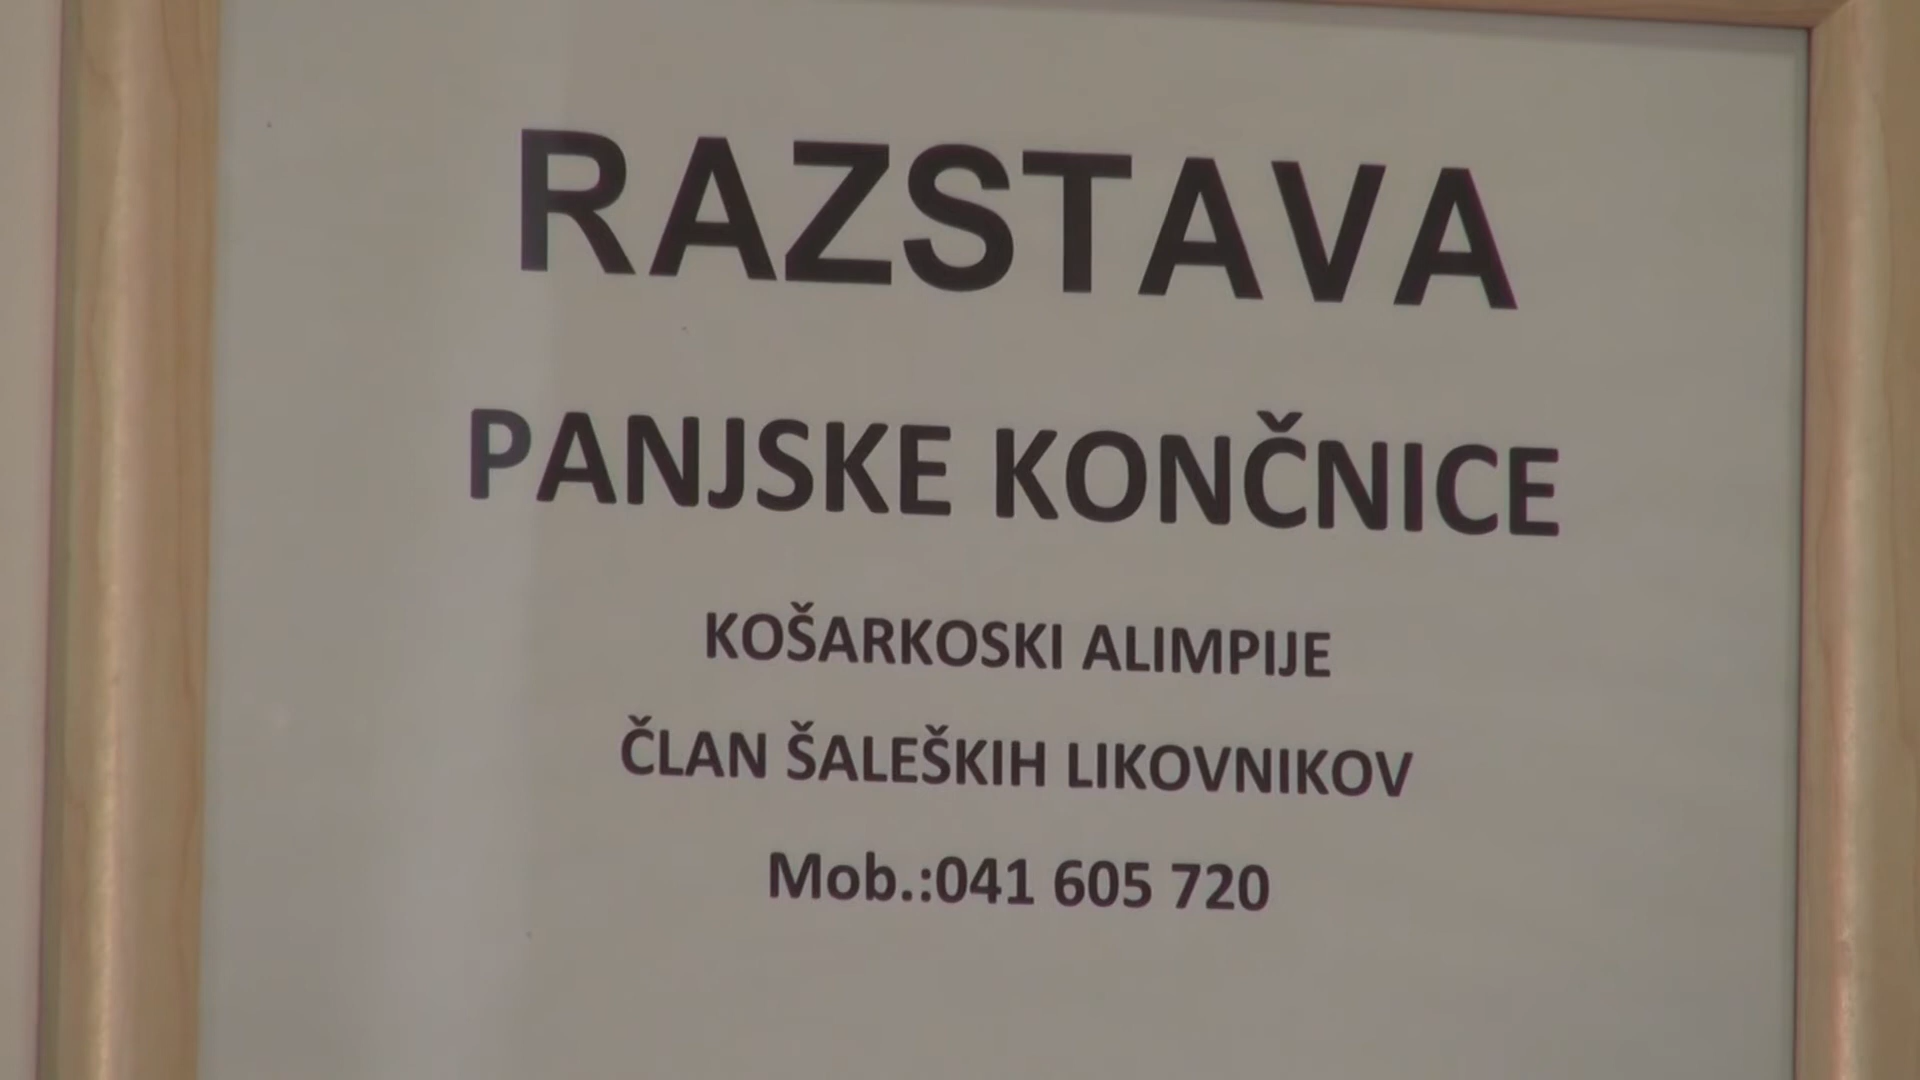 RAZSTAVA
PANJSKE KONČNICE
KOŠARKOSKI ALIMPIJE
ČLAN ŠALEŠKIH LIKOVNIKOV
Mob.:041 605 720